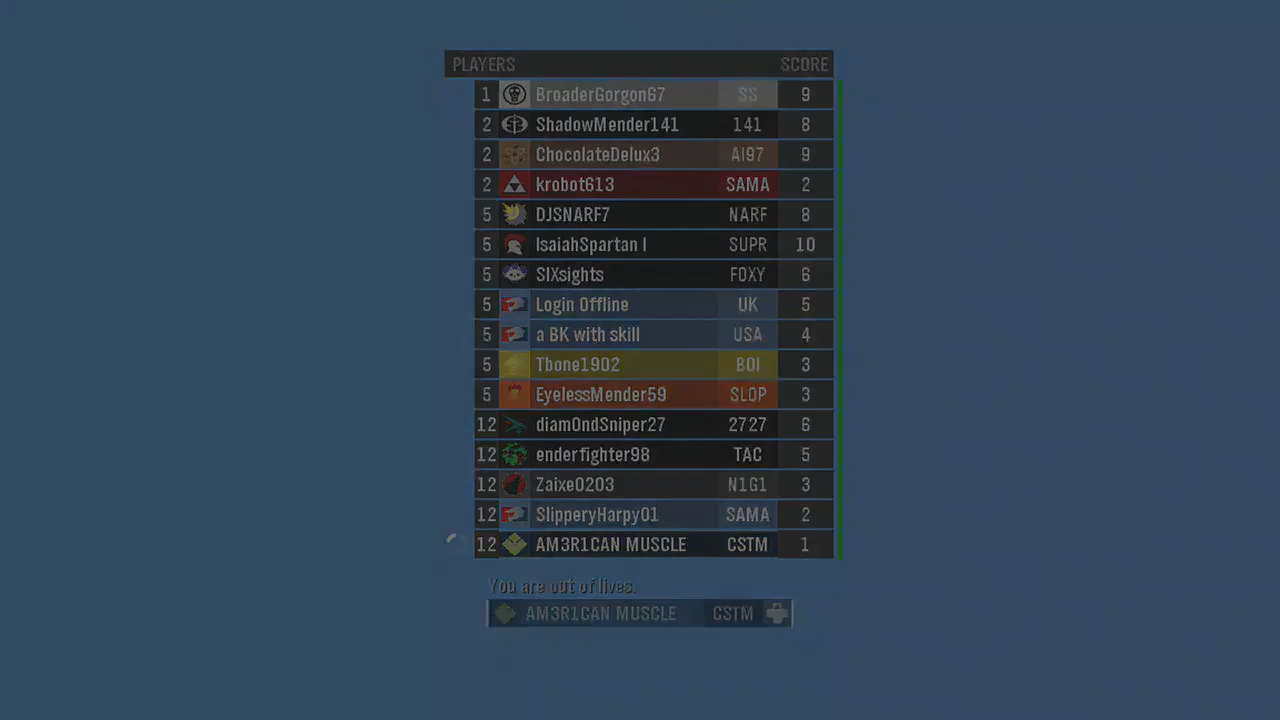 PLAYERS SCORE
1 BroaderGorgon67 SS 9
2 ShadowMender141 141 8
2 ChocolateDelux3 AI97 9
2 krobot613 SAMA 2
5 DJSNARF7 NARF 8
5 IsaiahSpartan I SUPR 10
5 SIXsights FOXY 6
5 Login Offline UK 5
5 a BK with skill USA 4
5 Tbone1902 BOI 3
5 EyelessMender59 SLOP 3
12 diam0ndSniper27 2727 6
12 enderfighter98 TAC 5
12 Zaixe0203 N1G1 3
12 SlipperyHarpy01 SAMA 2
12 AM3R1CAN MUSCLE CSTM 1
You are out of lives.
AM3R1CAN MUSCLE CSTM